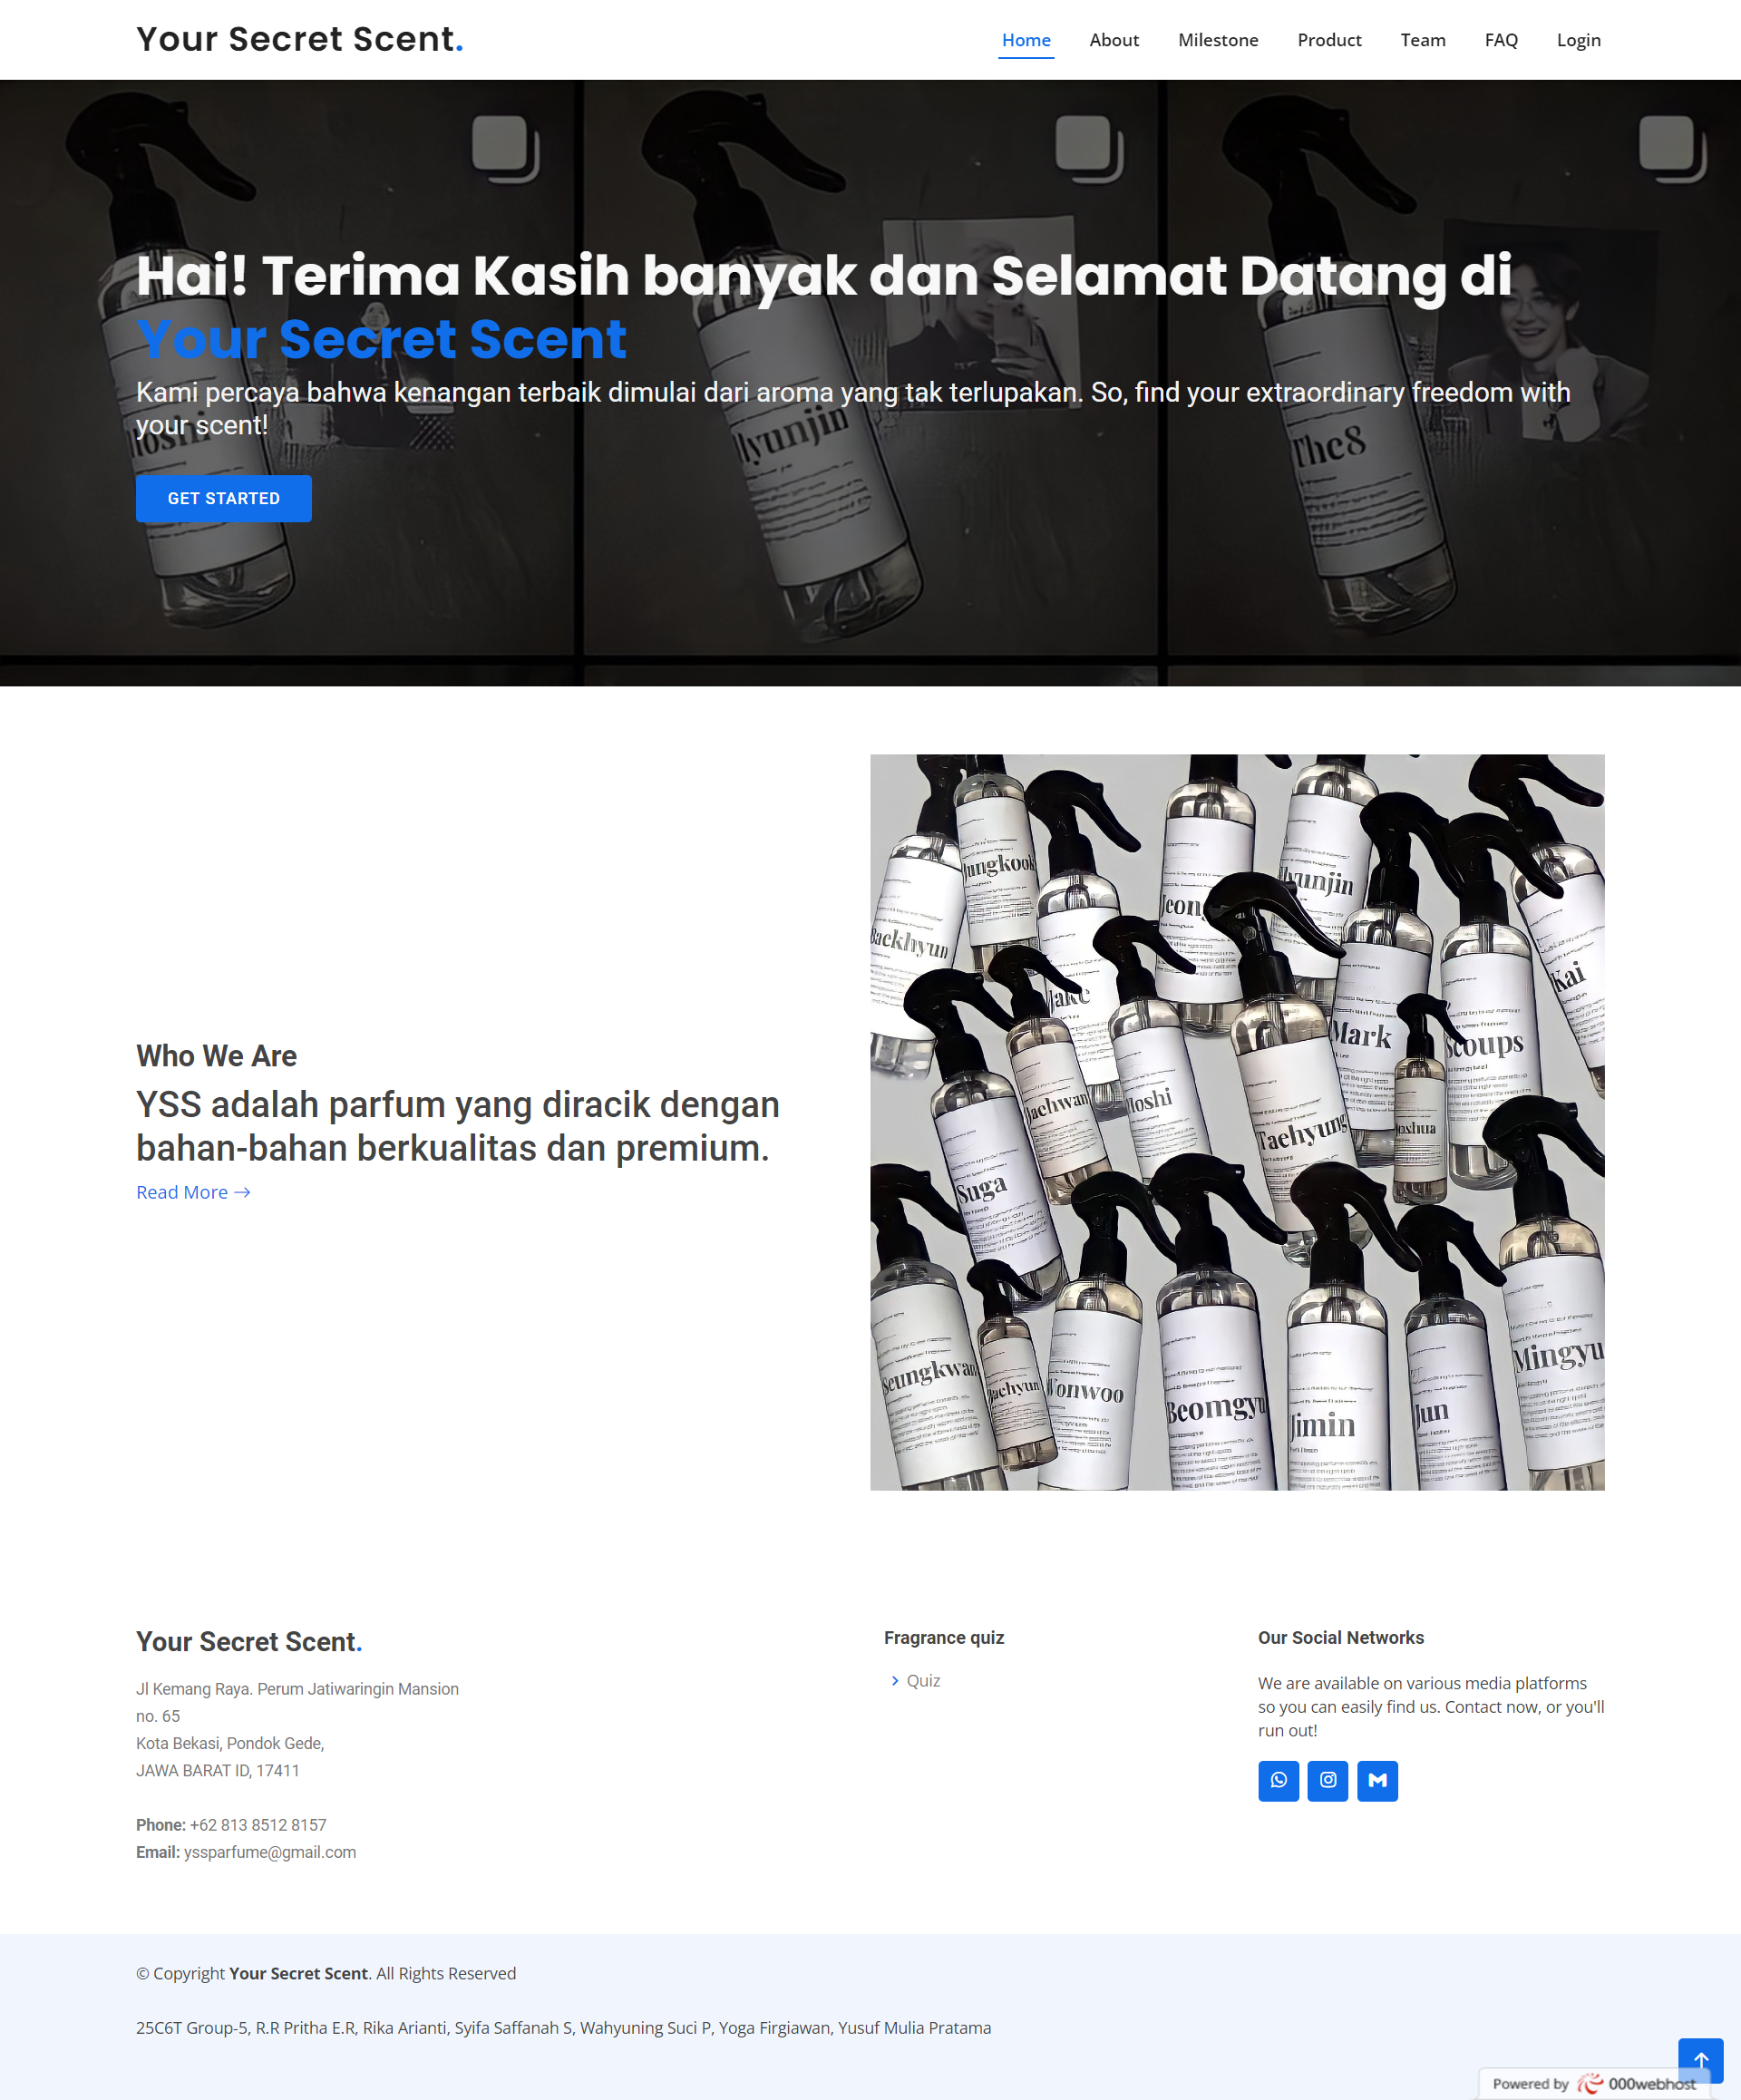 Your Secret Scent.
Home About Milestone Product Team FAQ Login
Hai! Terima Kasih banyak dan Selamat Datang di
Your Secret Scent
Kami percaya bahwa kenangan terbaik dimulai dari aroma yang tak terlupakan. So, find your extraordinary freedom with
your scent!
Hyunjin
The8
GET STARTED
Who We Are
YSS adalah parfum yang diracik dengan
bahan-bahan berkualitas dan premium.
Read More
Jungkook
Hyunjin
Jeong
Backhyun
Kai
Jake
Mark
Scoups
Jaehwan
Hoshi
Taehyung
Joshua
Suga
Seungkwan
Jaehyun
Wonwoo
Beomgyu
Jimin
Jun
Mingyu
Your Secret Scent.
Jl Kemang Raya. Perum Jatiwaringin Mansion
no. 65
Kota Bekasi, Pondok Gede,
JAWA BARAT ID, 17411
Phone: +62 813 8512 8157
Email: yssparfume@gmail.com
Fragrance quiz
Quiz
Our Social Networks
We are available on various media platforms
so you can easily find us. Contact now, or you'll
run out!
© Copyright Your Secret Scent. All Rights Reserved
25C6T Group-5, R.R Pritha E.R, Rika Arianti, Syifa Saffanah S, Wahyuning Suci P, Yoga Firgiawan, Yusuf Mulia Pratama
Powered by 000webhost